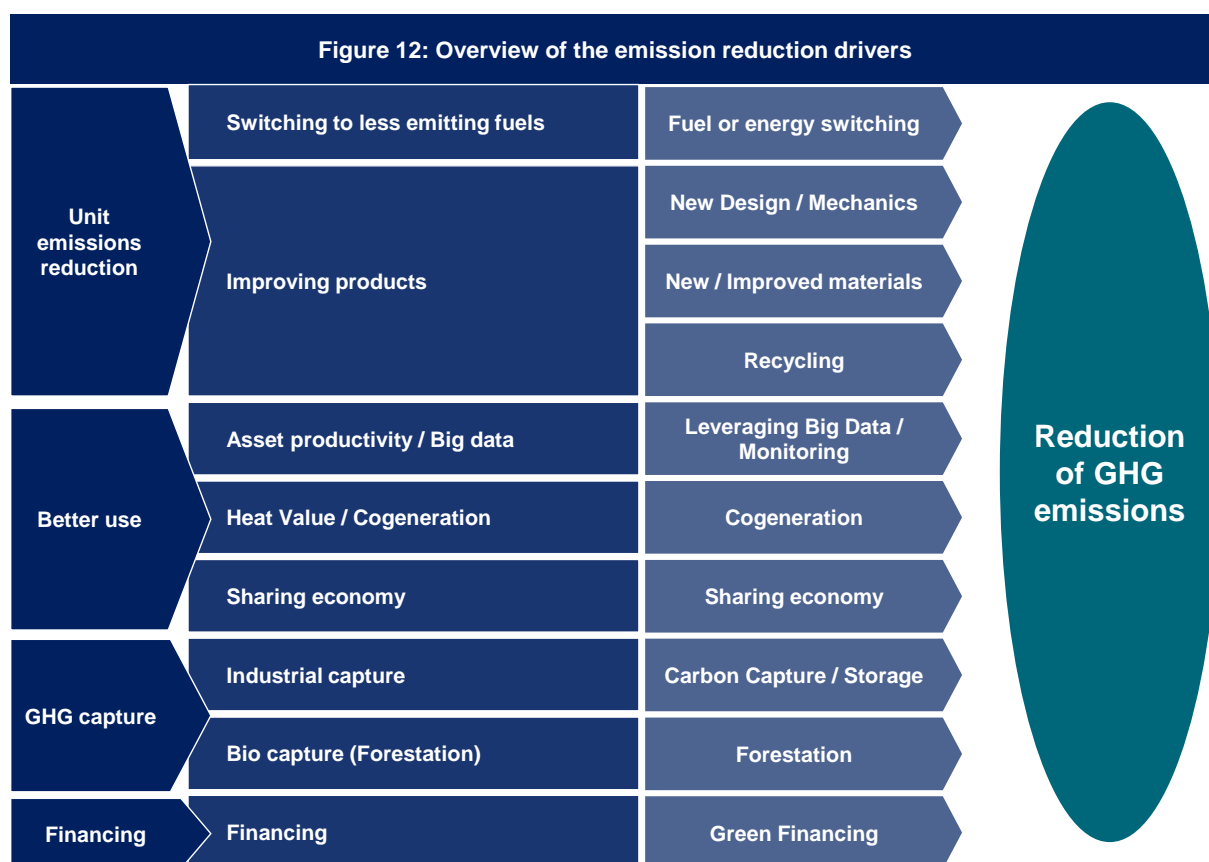 Figure 12: Overview of the emission reduction drivers
Unit
emissions
reduction
Switching to less emitting fuels
Fuel or energy switching
Improving products
New Design / Mechanics
New / Improved materials
Recycling
Better use
Asset productivity / Big data
Leveraging Big Data /
Monitoring
Heat Value / Cogeneration
Cogeneration
Sharing economy
Sharing economy
GHG capture
Industrial capture
Carbon Capture / Storage
Bio capture (Forestation)
Forestation
Financing
Financing
Green Financing
Reduction
of GHG
emissions